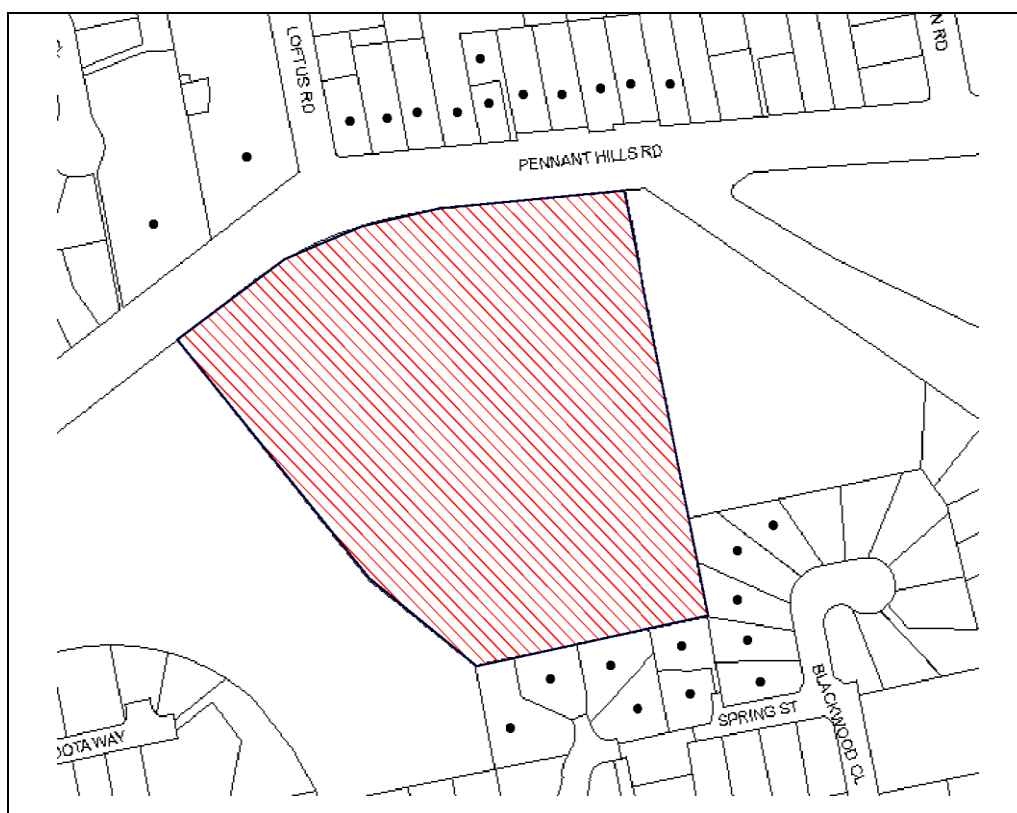 LOFTUS RD
N RD
PENNANT HILLS RD
OOTA WAY
SPRING ST
BLACKWOOD CL